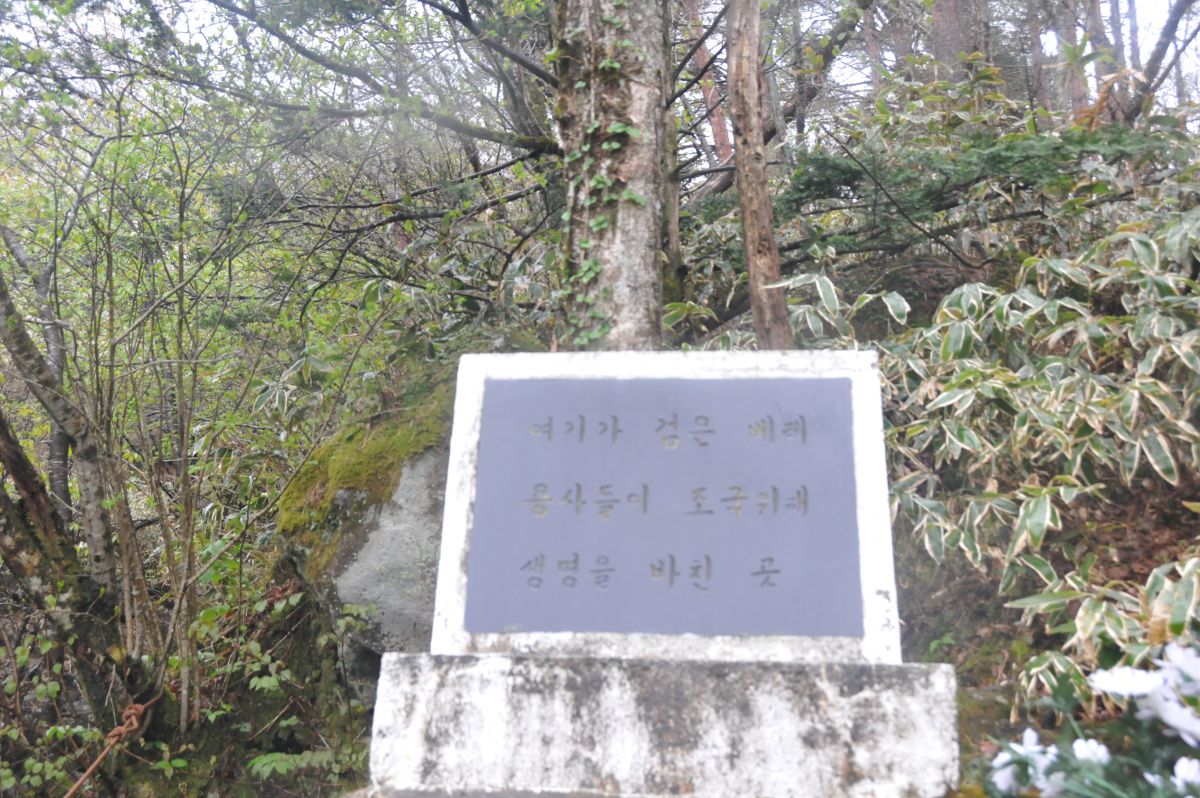 여기가 검은 베레
용사들이 조국위해
생명을 바친 곳